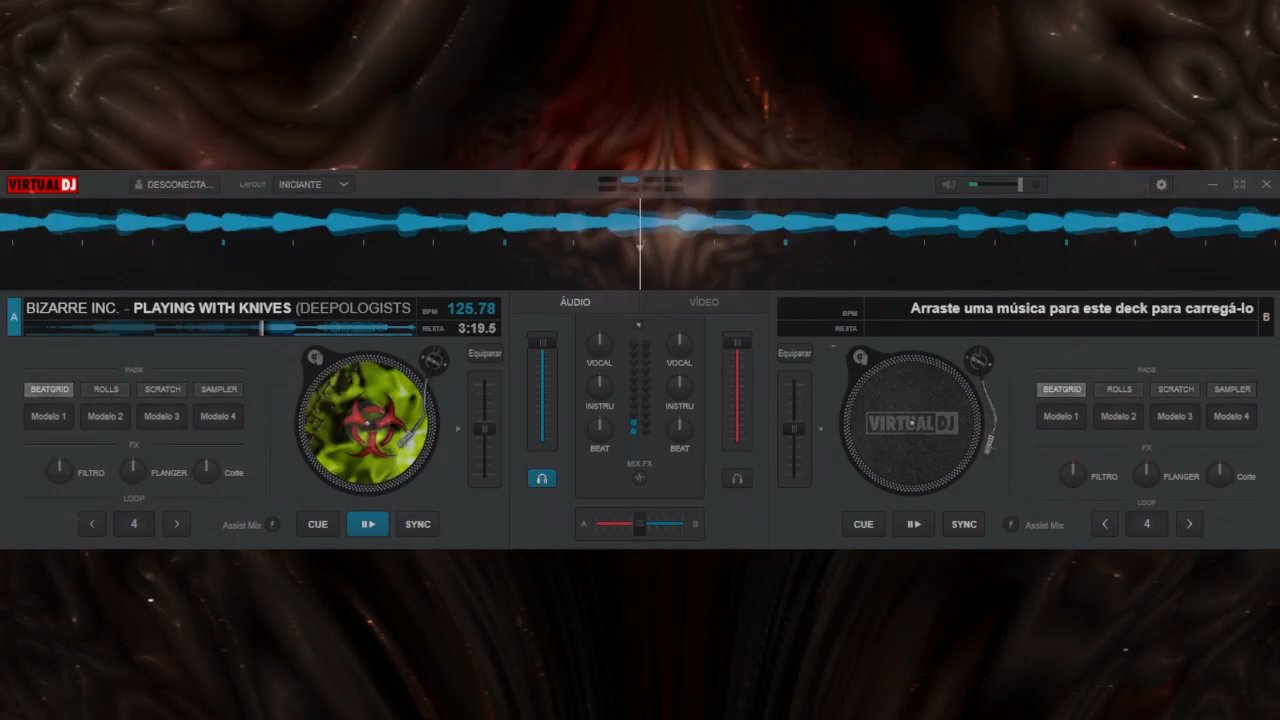 VIRTUALDJ
DESCONECTA...
LAYOUT
INICIANTE
A
BIZARRE INC. - PLAYING WITH KNIVES (DEEPOLOGISTS
BPM 125.78
RESTA 3:19.5
ÁUDIO
VÍDEO
BPM
RESTA
Arraste uma música para este deck para carregá-lo
B
PADS
BEATGRID ROLLS SCRATCH SAMPLER
Modelo 1 Modelo 2 Modelo 3 Modelo 4
FX
FILTRO FLANGER Corte
LOOP
4
Assist Mix
CUE
SYNC
Equiparar
VOCAL VOCAL
INSTRU INSTRU
BEAT BEAT
MIX FX
A B
Equiparar
VIRTUALDJ
CUE
SYNC
PADS
BEATGRID ROLLS SCRATCH SAMPLER
Modelo 1 Modelo 2 Modelo 3 Modelo 4
FX
FILTRO FLANGER Corte
LOOP
Assist Mix
4